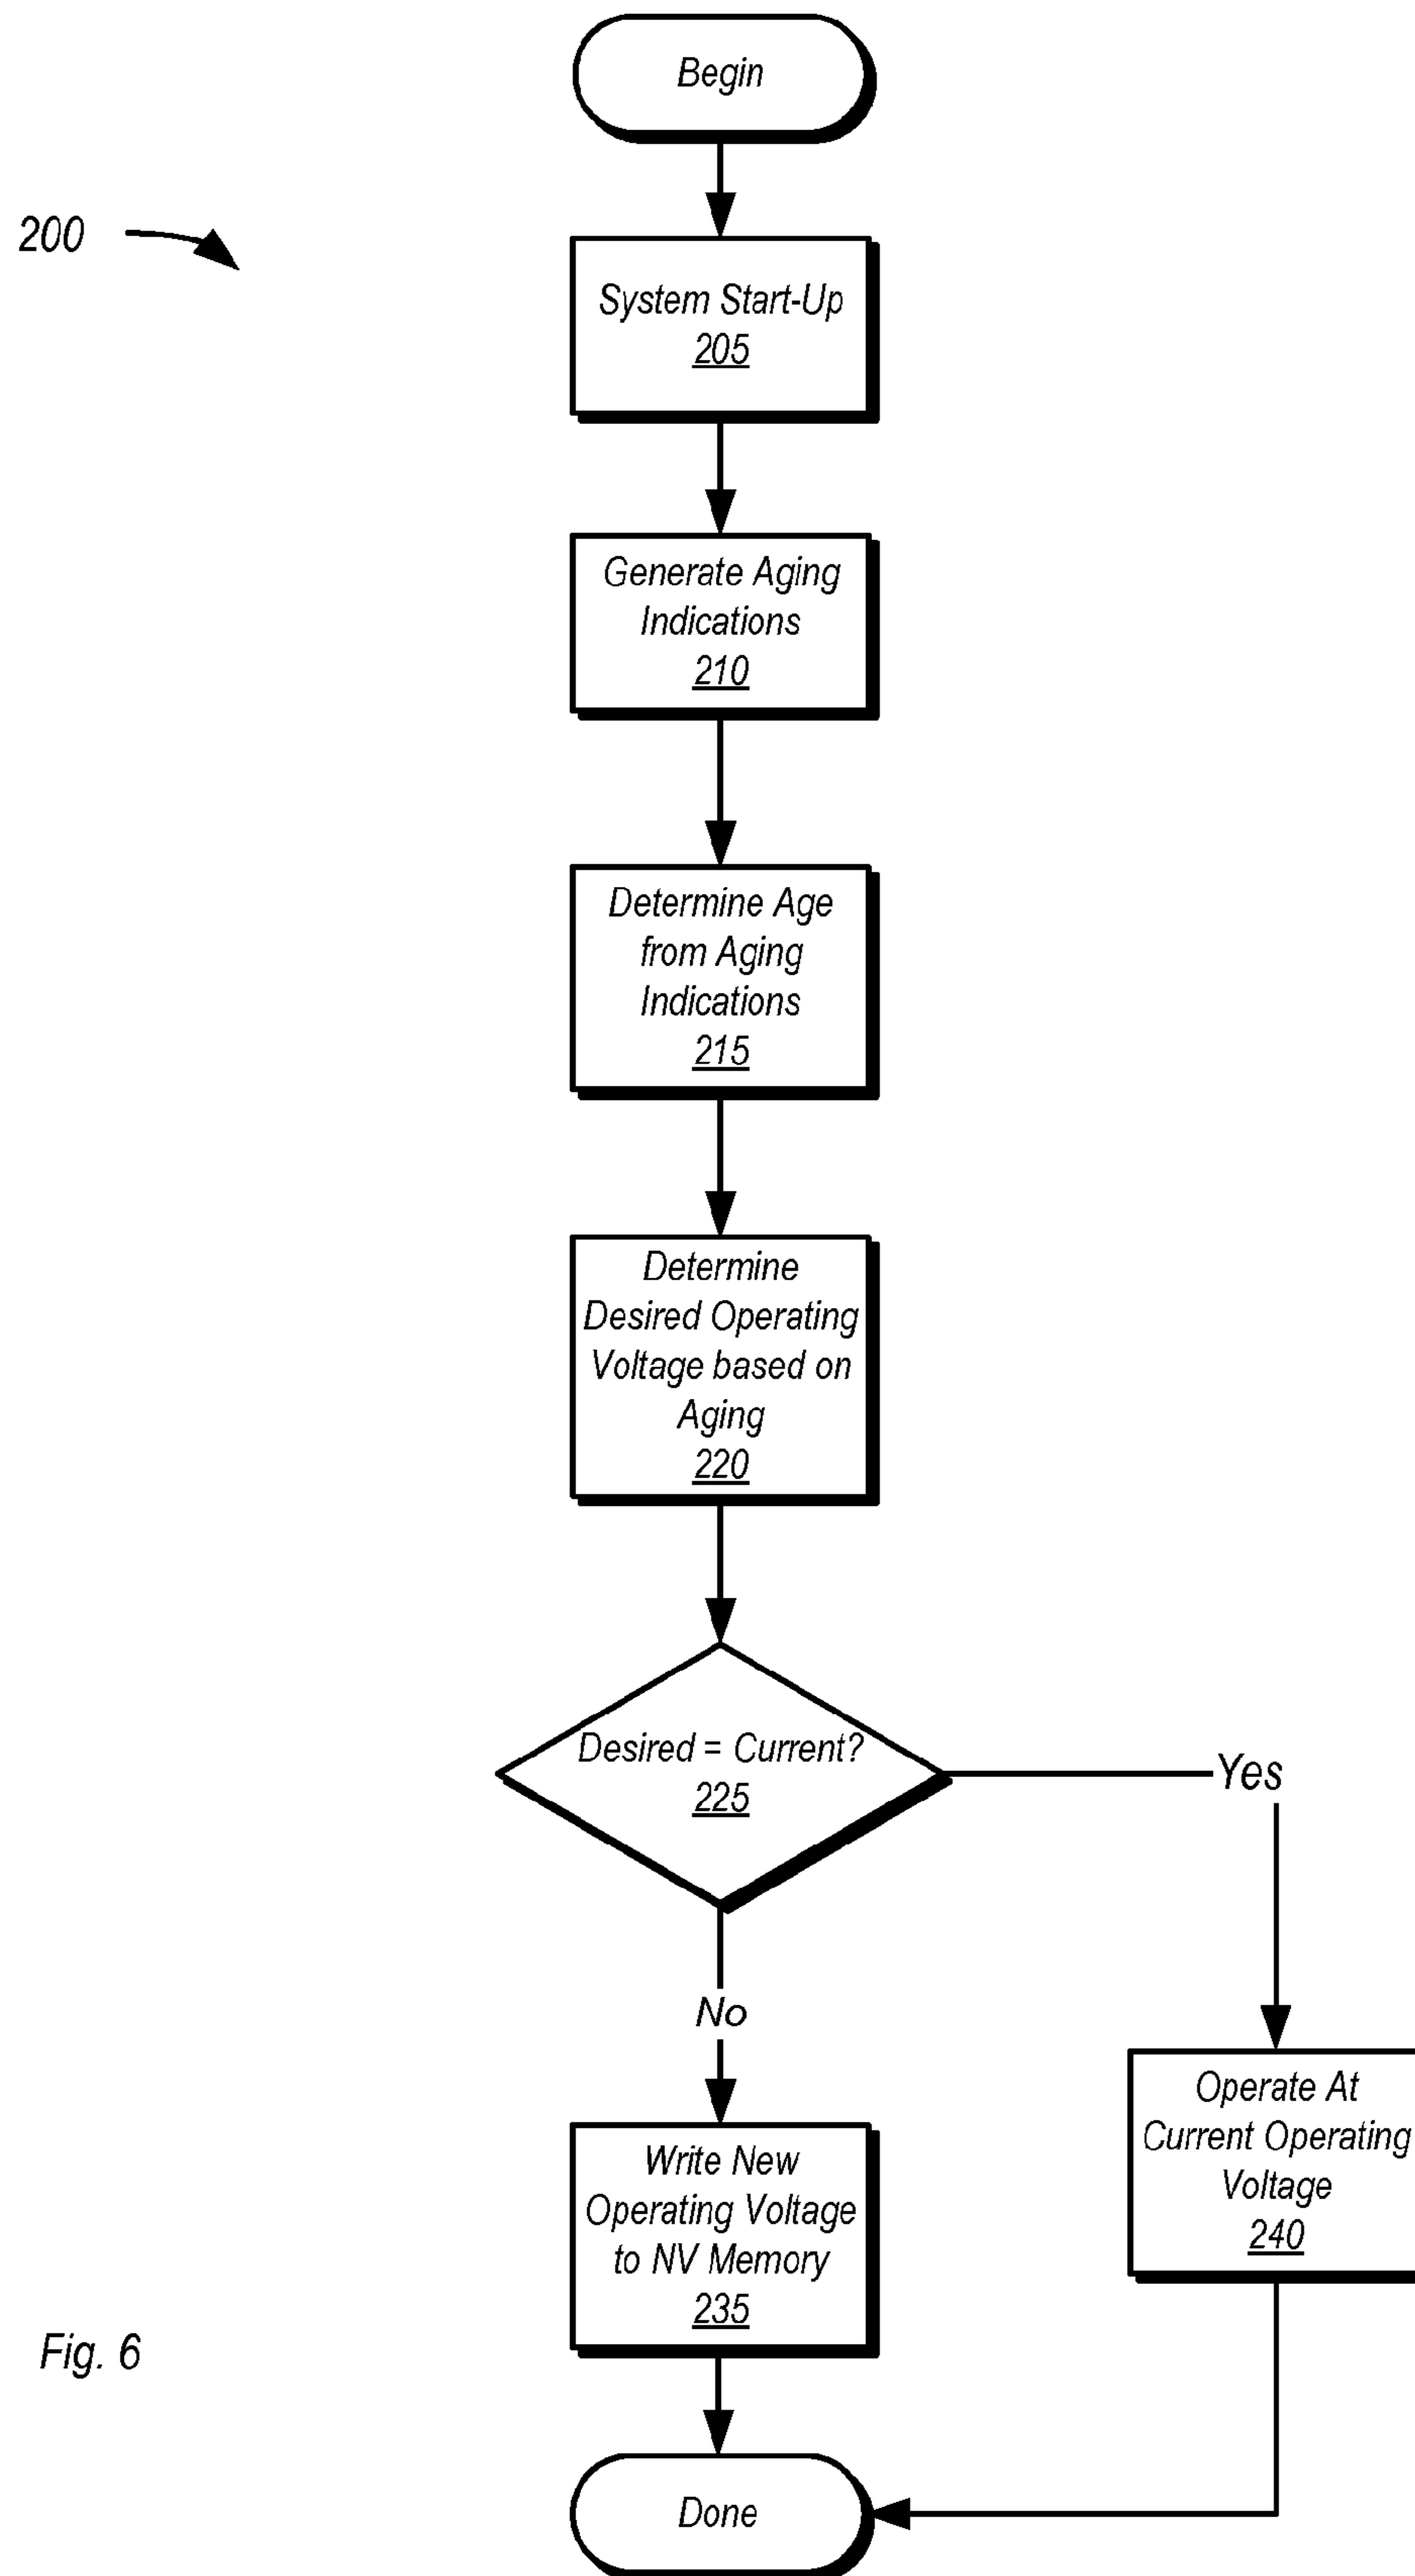 Begin
200
System Start-Up
205
Generate Aging
Indications
210
Determine Age
from Aging
Indications
215
Determine
Desired Operating
Voltage based on
Aging
220
Desired = Current?
225
Yes
No
Operate At
Current Operating
Voltage
240
Write New
Operating Voltage
to NV Memory
235
Fig. 6
Done